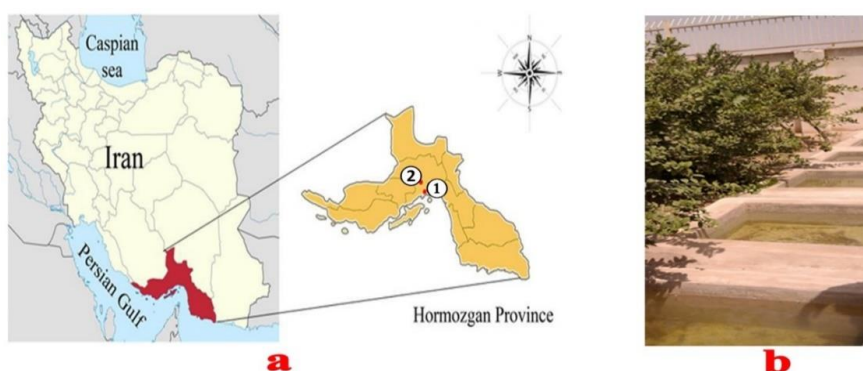 Caspian
sea
Iran
Persian Gulf
N
W
E
S
2
1
Hormozgan Province
a
b